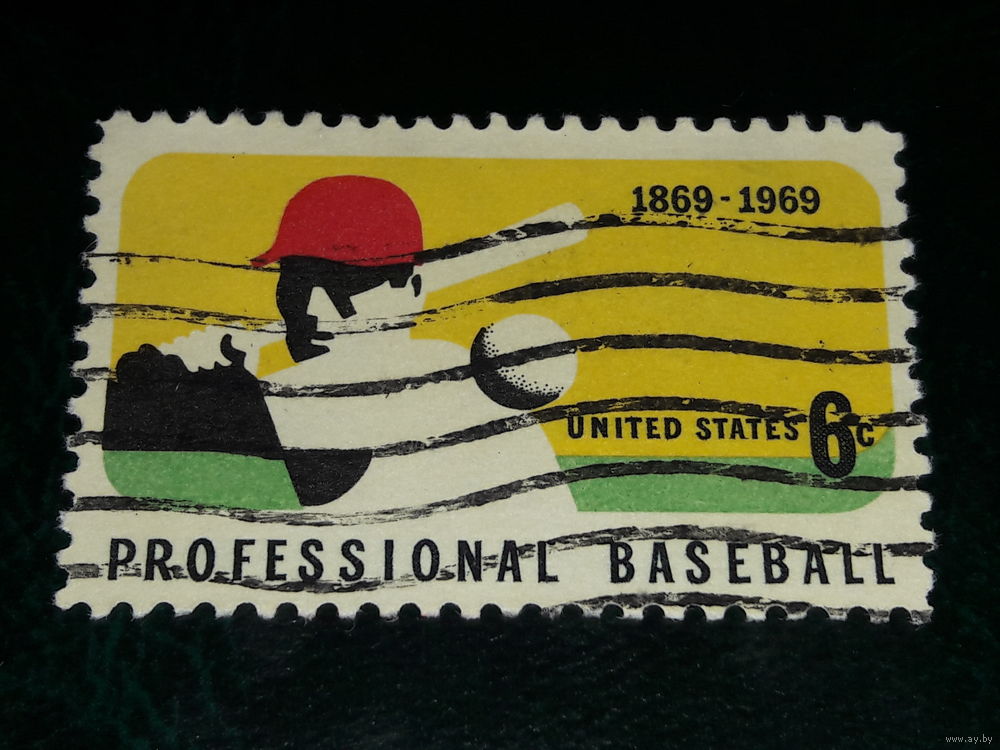 1869-1969
UNITED STATES 6c
PROFESSIONAL BASEBALL
www.ay.by